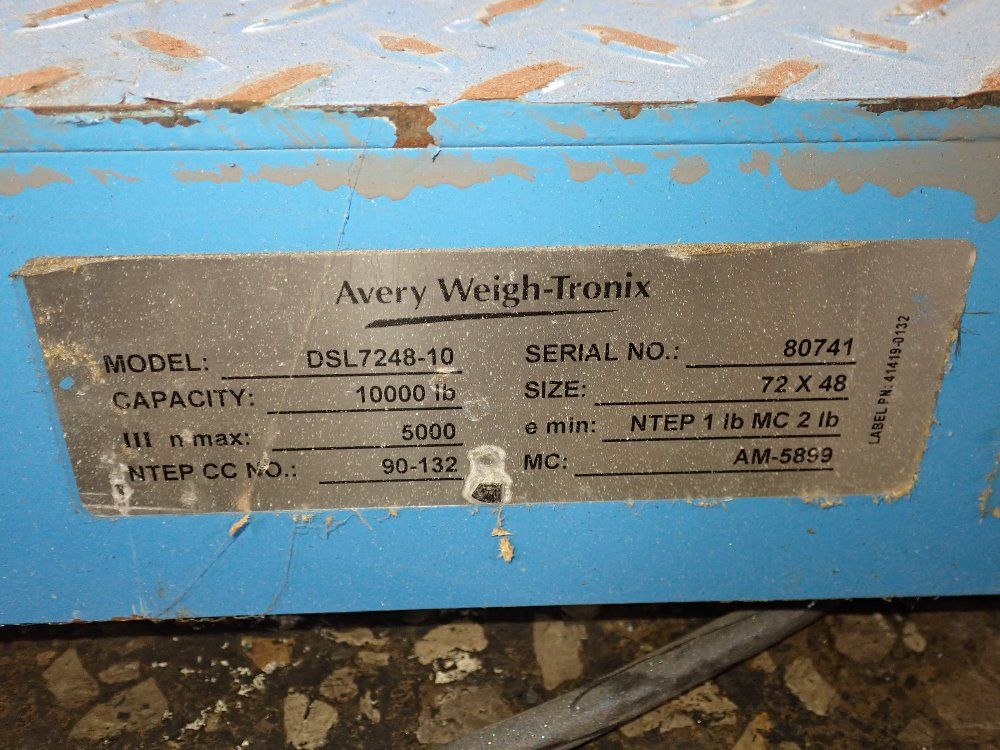 Avery Weigh-Tronix
MODEL: DSL7248-10
CAPACITY: 10000 lb
III n max: 5000
NTEP CC NO.: 90-132
SERIAL NO.: 80741
SIZE: 72 X 48
e min: NTEP 1 lb MC 2 lb
MC: AM-5899
LABEL PN: 41419-0132